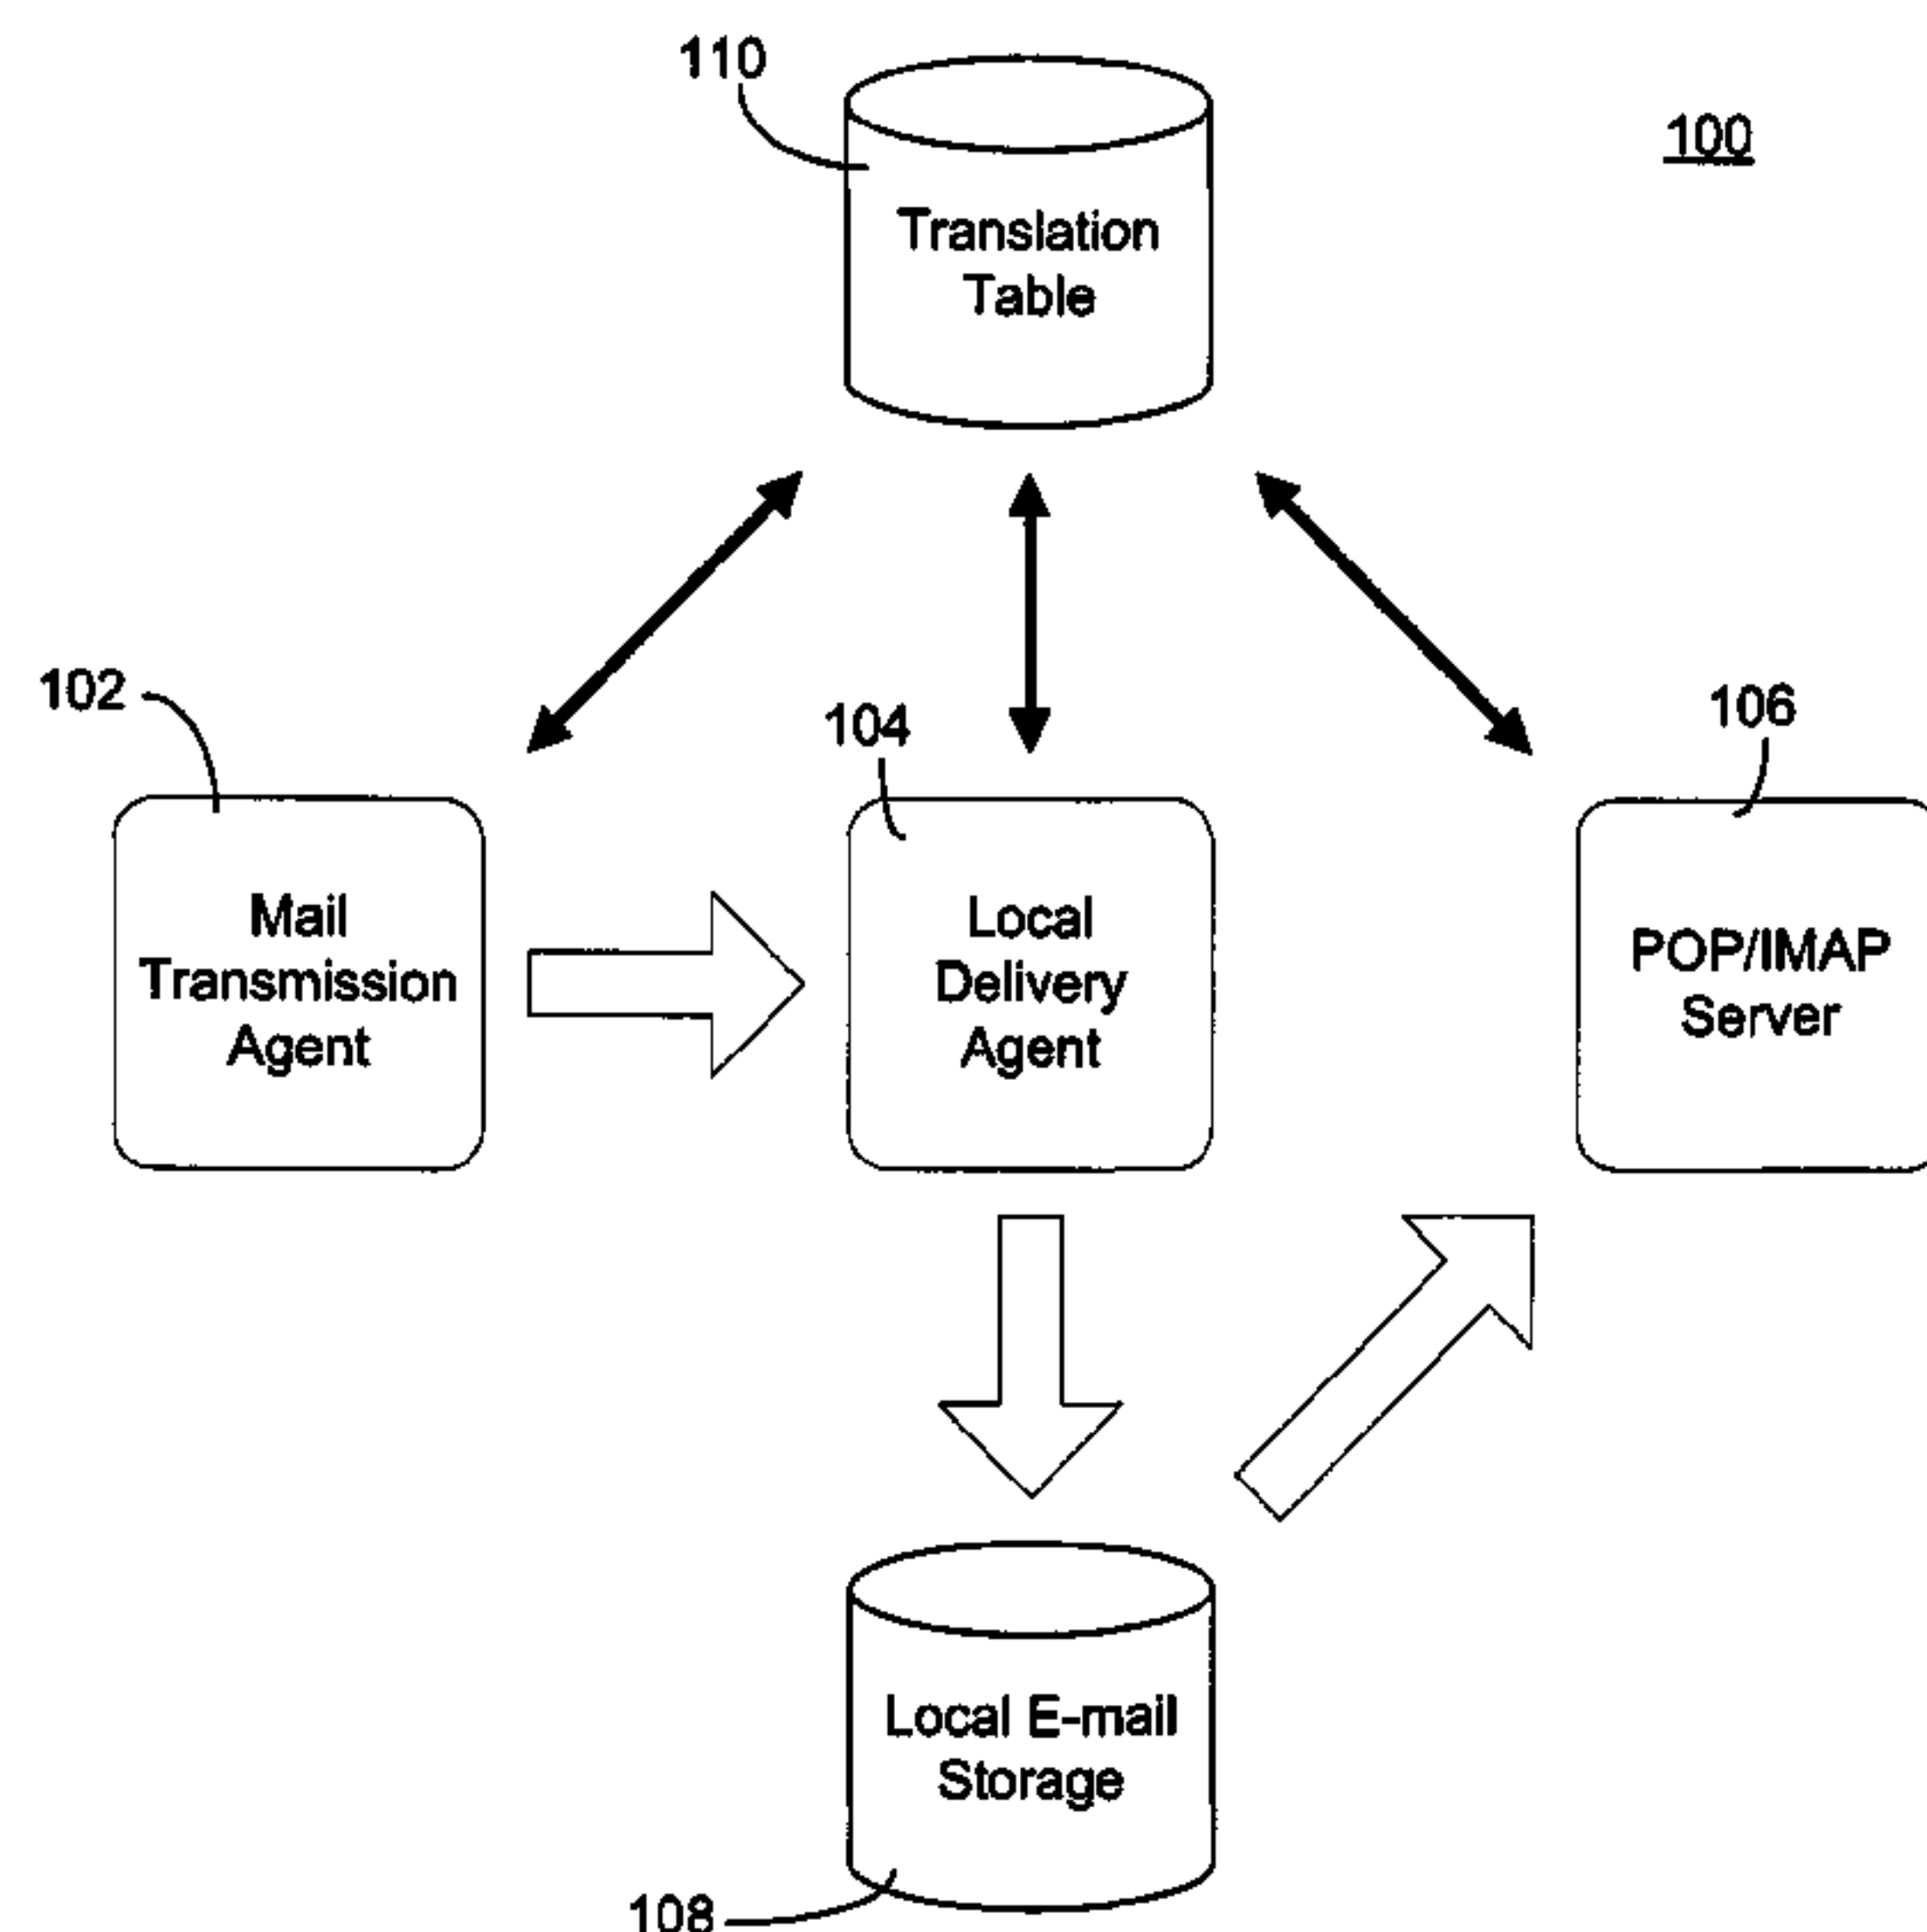 110
100
Translation
Table
102
104
106
Mail
Transmission
Agent
Local
Delivery
Agent
POP/IMAP
Server
Local E-mail
Storage
108